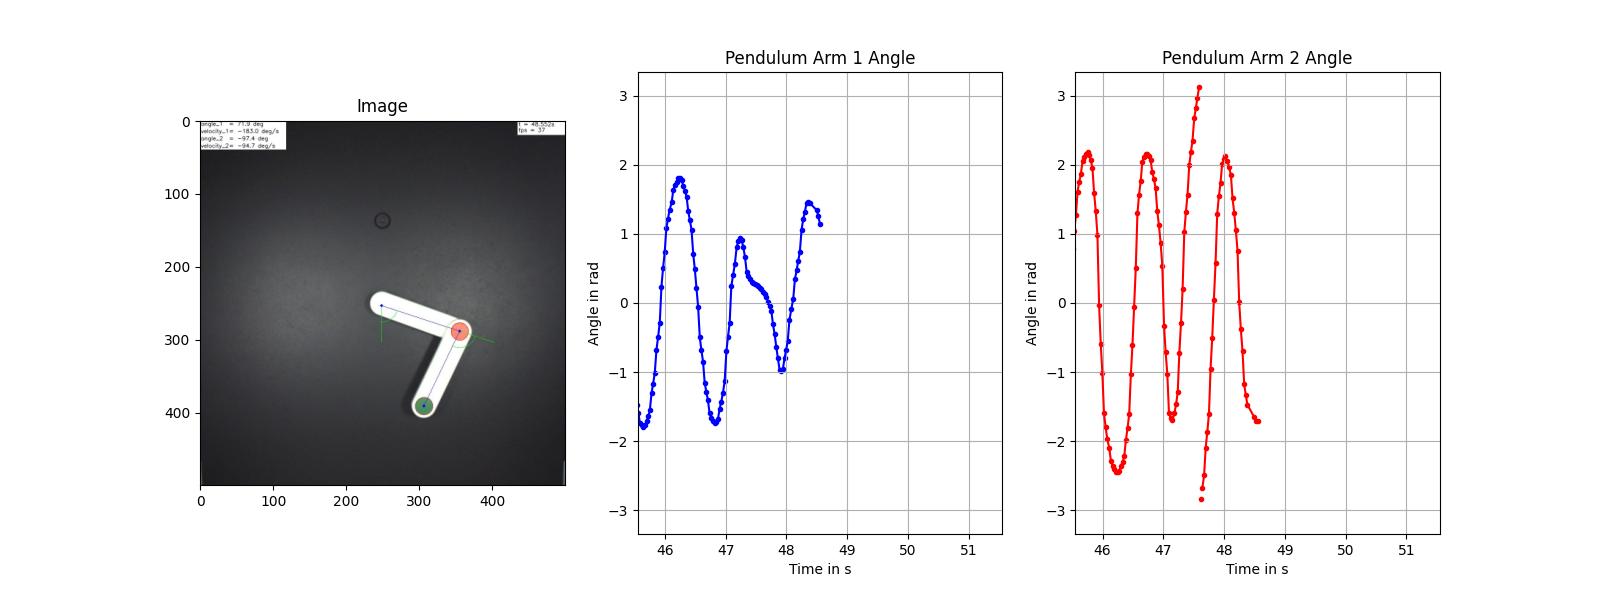 Image
angle_1 = 71.9 deg
velocity_1= -183.0 deg/s
angle_2 = -97.4 deg
velocity_2= -94.7 deg/s
t = 48.552s
fps = 37
0
100
200
300
400
0 100 200 300 400
Pendulum Arm 1 Angle
Angle in rad
3
2
1
0
−1
−2
−3
46 47 48 49 50 51
Time in s
Pendulum Arm 2 Angle
Angle in rad
3
2
1
0
−1
−2
−3
46 47 48 49 50 51
Time in s